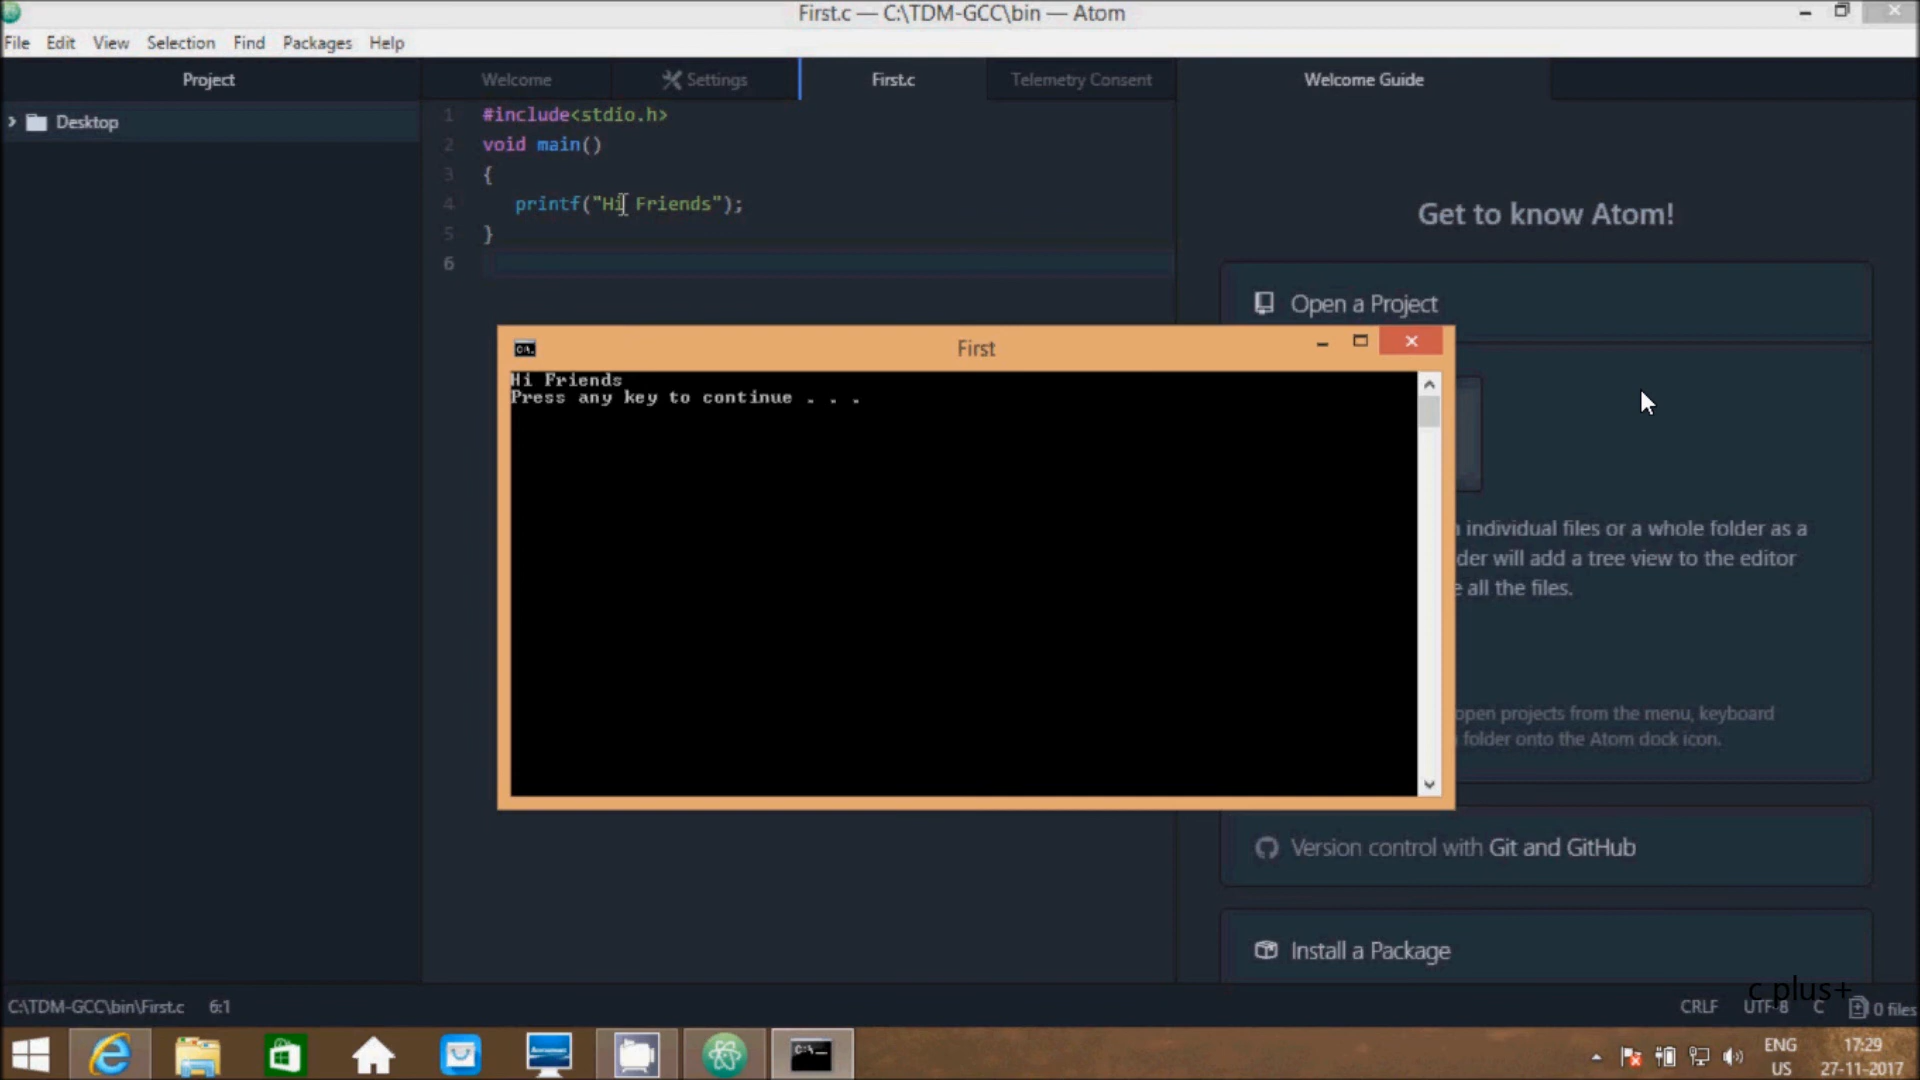 First.c — C:\TDM-GCC\bin — Atom
File Edit View Selection Find Packages Help
Project
Welcome
Settings
First.c
Telemetry Consent
Welcome Guide
Desktop
1 #include<stdio.h>
2 void main()
3 {
4 printf("Hi Friends");
5 }
6
Get to know Atom!
Open a Project
First
Hi Friends
Press any key to continue . . .
individual files or a whole folder as a
der will add a tree view to the editor
e all the files.
open projects from the menu, keyboard
folder onto the Atom dock icon.
Version control with Git and GitHub
Install a Package
c plus+
C:\TDM-GCC\bin\First.c 6:1
CRLF UTF-8 C 0 files
ENG
US
17:29
27-11-2017